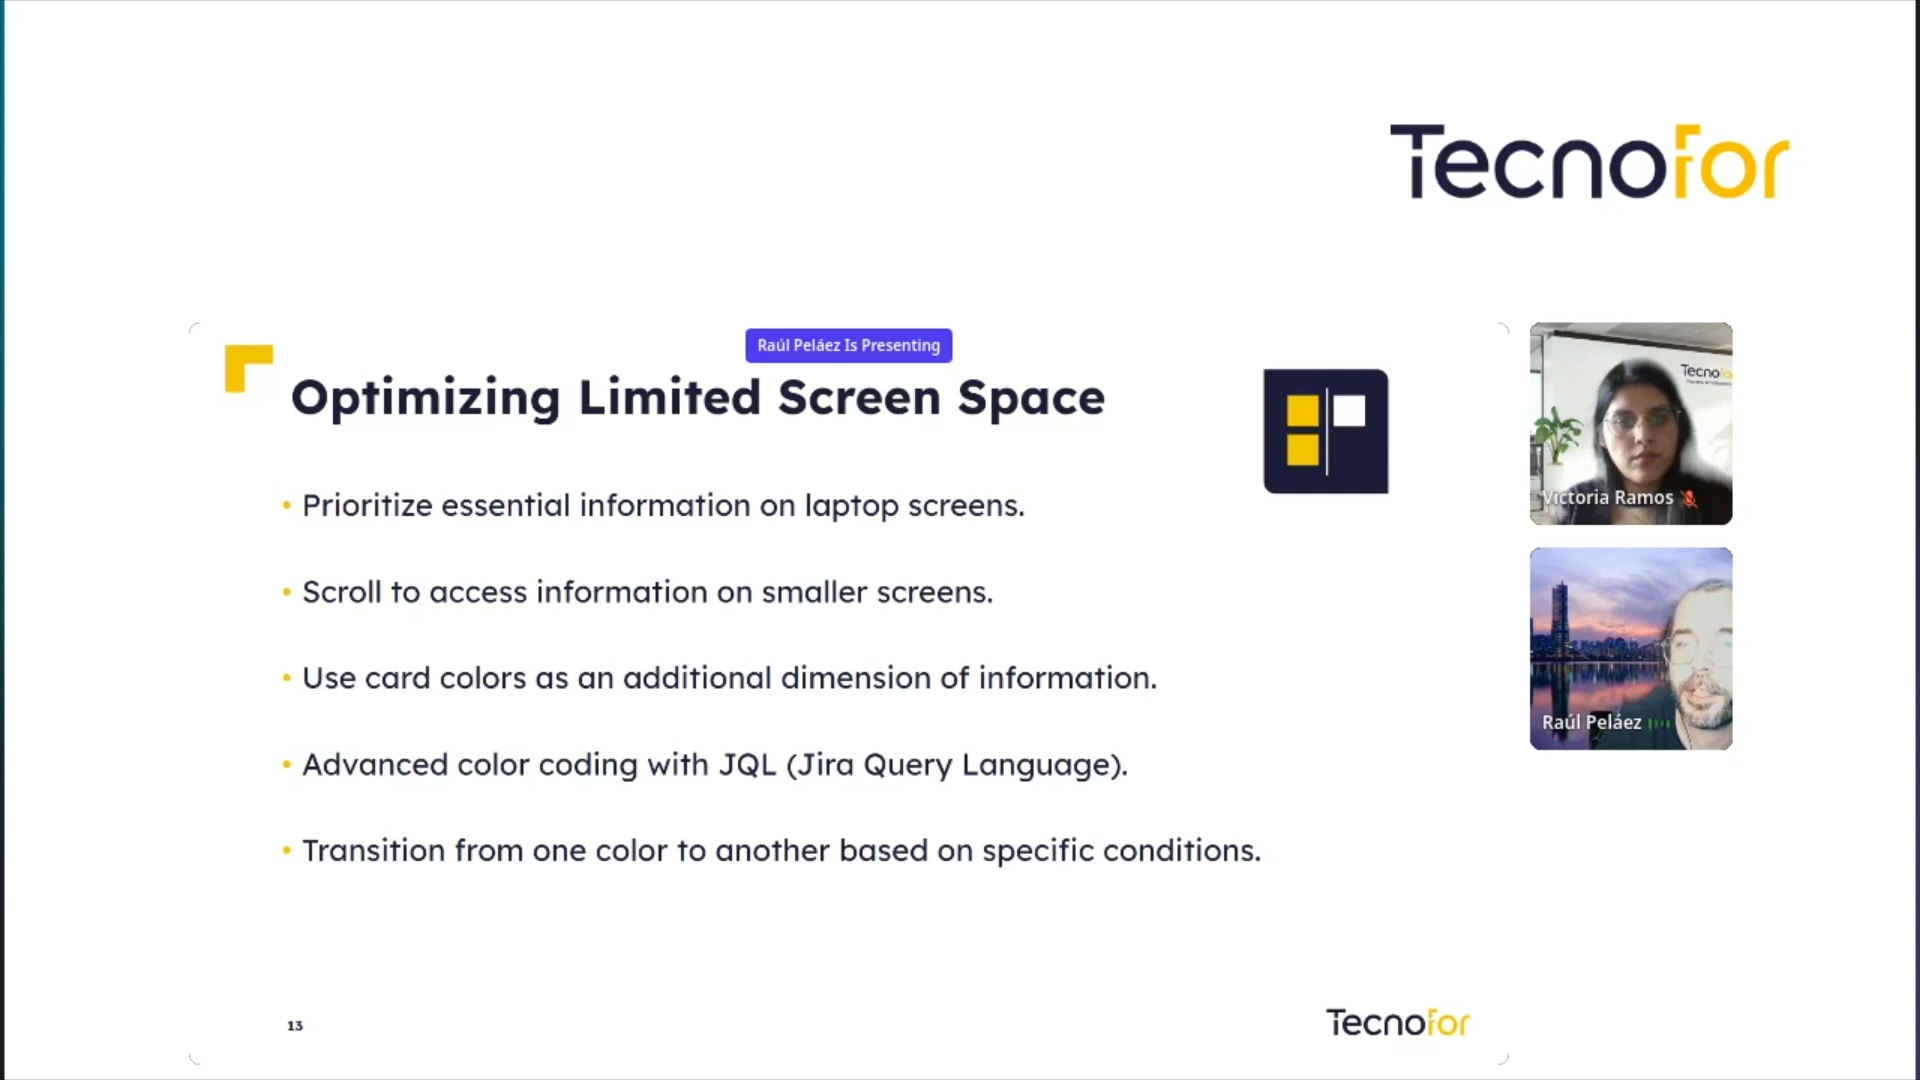 Tecnofor
Raúl Peláez Is Presenting
Optimizing Limited Screen Space
• Prioritize essential information on laptop screens.
• Scroll to access information on smaller screens.
• Use card colors as an additional dimension of information.
• Advanced color coding with JQL (Jira Query Language).
• Transition from one color to another based on specific conditions.
13
Tecnofor
Tecnofor
Victoria Ramos
Raúl Peláez